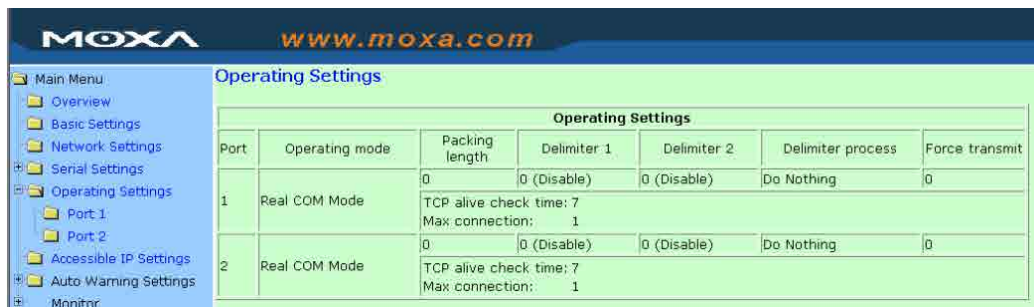 MOXA www.moxa.com
Main Menu
Overview
Basic Settings
Network Settings
Serial Settings
Operating Settings
Port 1
Port 2
Accessible IP Settings
Auto Warning Settings
Monitor
Operating Settings
Operating Settings
Port Operating mode Packing length Delimiter 1 Delimiter 2 Delimiter process Force transmit
1 Real COM Mode 0 0 (Disable) 0 (Disable) Do Nothing 0
TCP alive check time: 7
Max connection: 1
2 Real COM Mode 0 0 (Disable) 0 (Disable) Do Nothing 0
TCP alive check time: 7
Max connection: 1